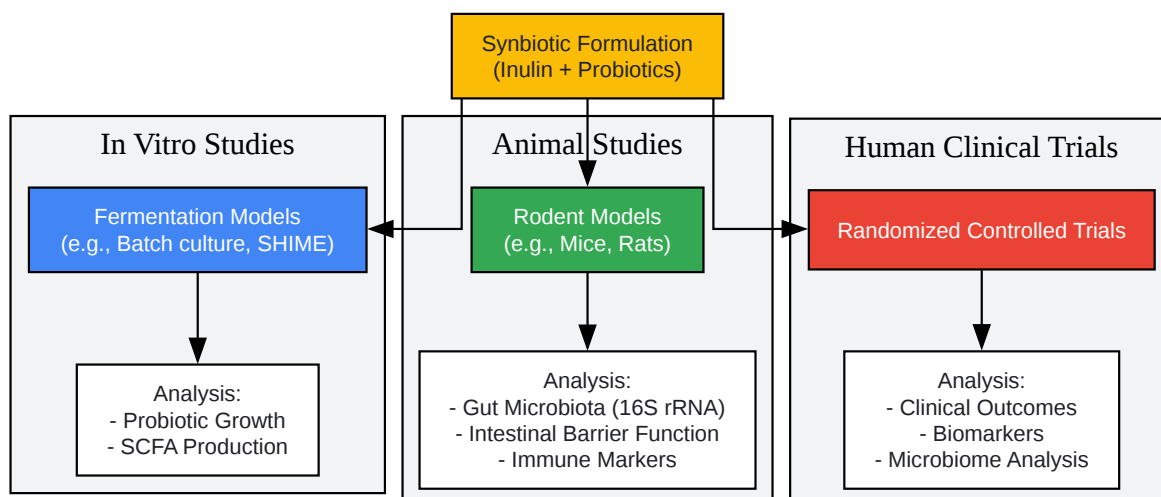 Synbiotic Formulation
(Inulin + Probiotics)
In Vitro Studies
Fermentation Models
(e.g., Batch culture, SHIME)
Analysis:
- Probiotic Growth
- SCFA Production
Animal Studies
Rodent Models
(e.g., Mice, Rats)
Analysis:
- Gut Microbiota (16S rRNA)
- Intestinal Barrier Function
- Immune Markers
Human Clinical Trials
Randomized Controlled Trials
Analysis:
- Clinical Outcomes
- Biomarkers
- Microbiome Analysis